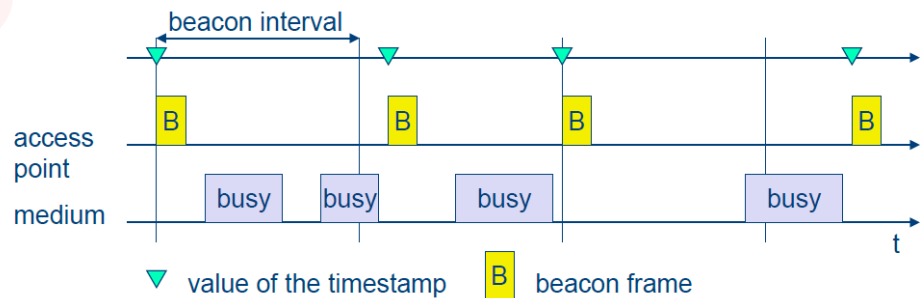 beacon interval
B B B B
access
point
busy busy busy busy
medium
t
value of the timestamp B beacon frame